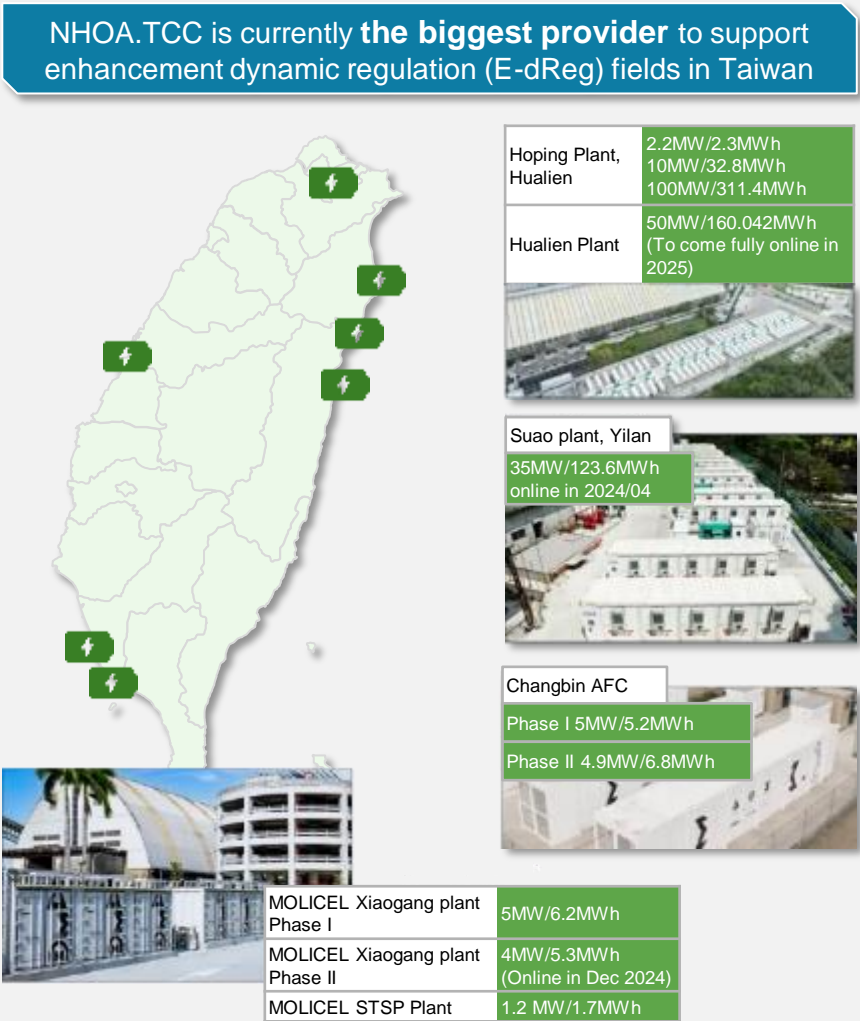 NHOA.TCC is currently the biggest provider to support
enhancement dynamic regulation (E-dReg) fields in Taiwan
Hoping Plant,
Hualien
2.2MW/2.3MWh
10MW/32.8MWh
100MW/311.4MWh
Hualien Plant
50MW/160.042MWh
(To come fully online in
2025)
Suao plant, Yilan
35MW/123.6MWh
online in 2024/04
Changbin AFC
Phase I 5MW/5.2MWh
Phase II 4.9MW/6.8MWh
MOLICEL Xiaogang plant
Phase I
5MW/6.2MWh
MOLICEL Xiaogang plant
Phase II
4MW/5.3MWh
(Online in Dec 2024)
MOLICEL STSP Plant
1.2 MW/1.7MWh